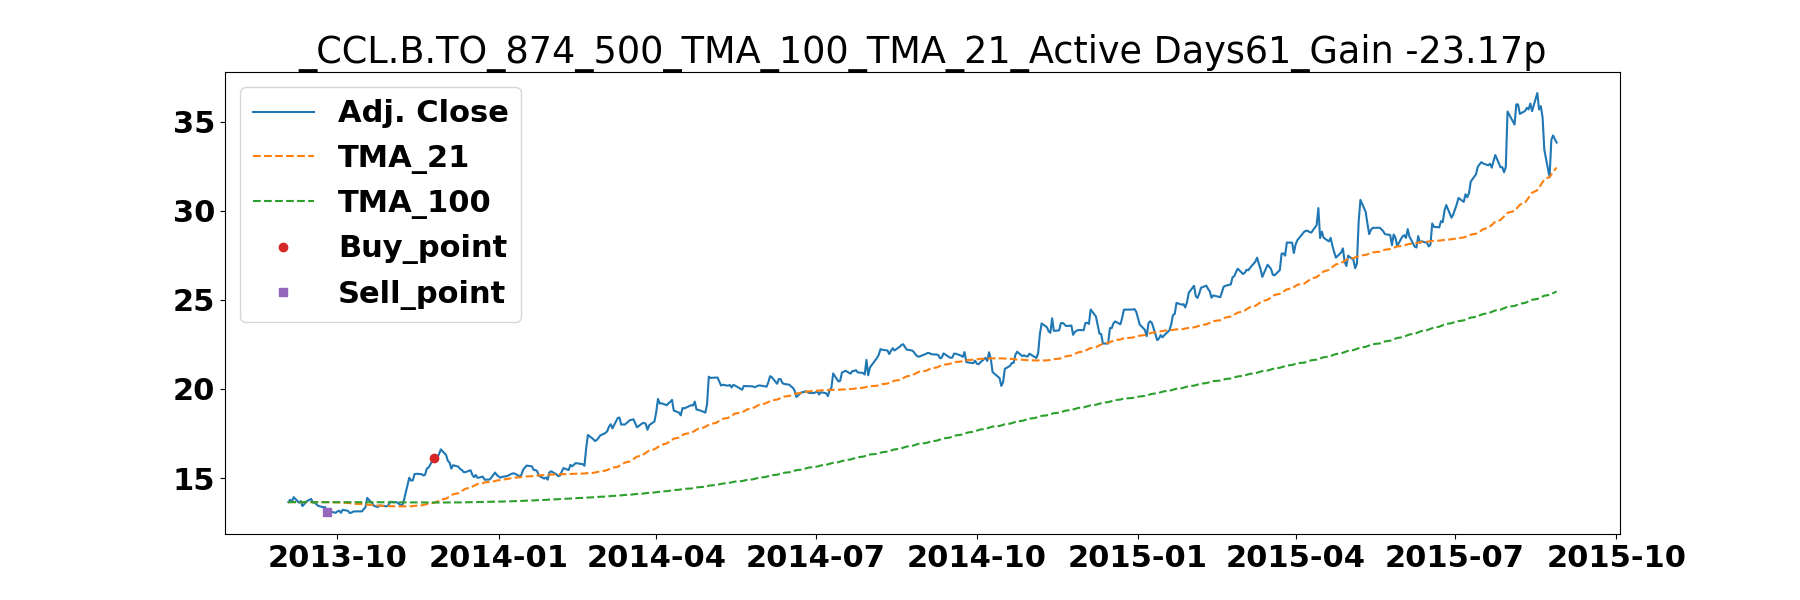 _CCL.B.TO_874_500_TMA_100_TMA_21_Active Days61_Gain -23.17p
Adj. Close
TMA_21
TMA_100
Buy_point
Sell_point
35
30
25
20
15
2013-10 2014-01 2014-04 2014-07 2014-10 2015-01 2015-04 2015-07 2015-10